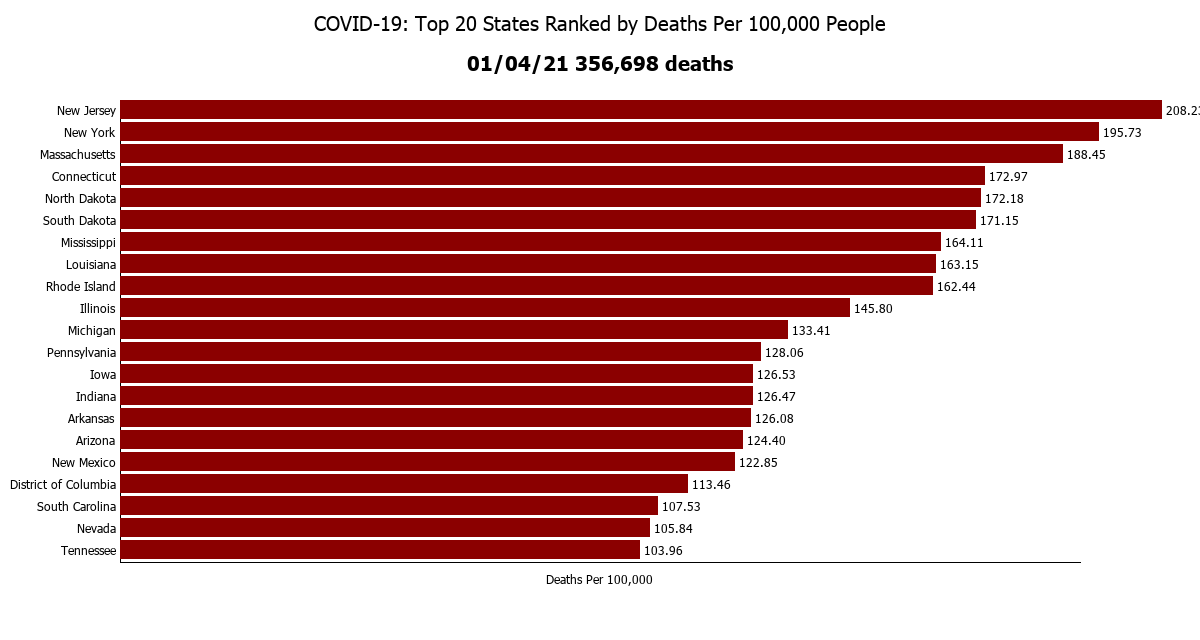 COVID-19: Top 20 States Ranked by Deaths Per 100,000 People
01/04/21 356,698 deaths
New Jersey 208.23
New York 195.73
Massachusetts 188.45
Connecticut 172.97
North Dakota 172.18
South Dakota 171.15
Mississippi 164.11
Louisiana 163.15
Rhode Island 162.44
Illinois 145.80
Michigan 133.41
Pennsylvania 128.06
Iowa 126.53
Indiana 126.47
Arkansas 126.08
Arizona 124.40
New Mexico 122.85
District of Columbia 113.46
South Carolina 107.53
Nevada 105.84
Tennessee 103.96
Deaths Per 100,000